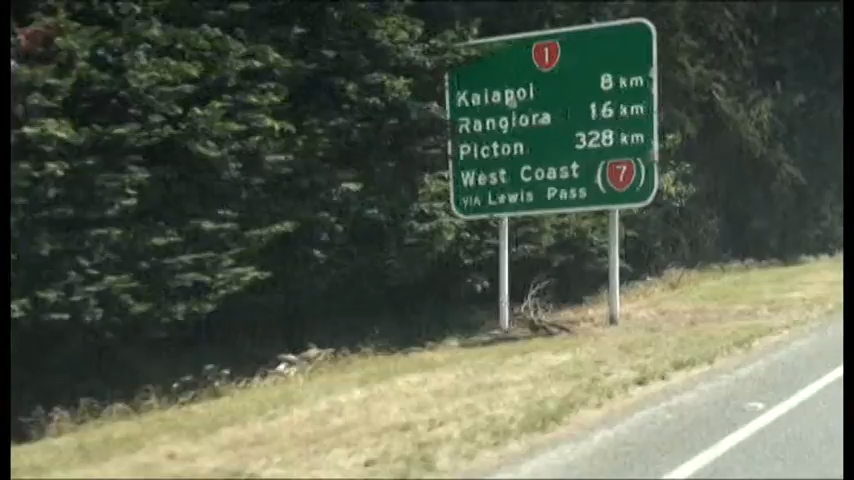 1
Kaiapoi 8 km
Rangiora 16 km
Picton 328 km
West Coast (7)
VIA Lewis Pass